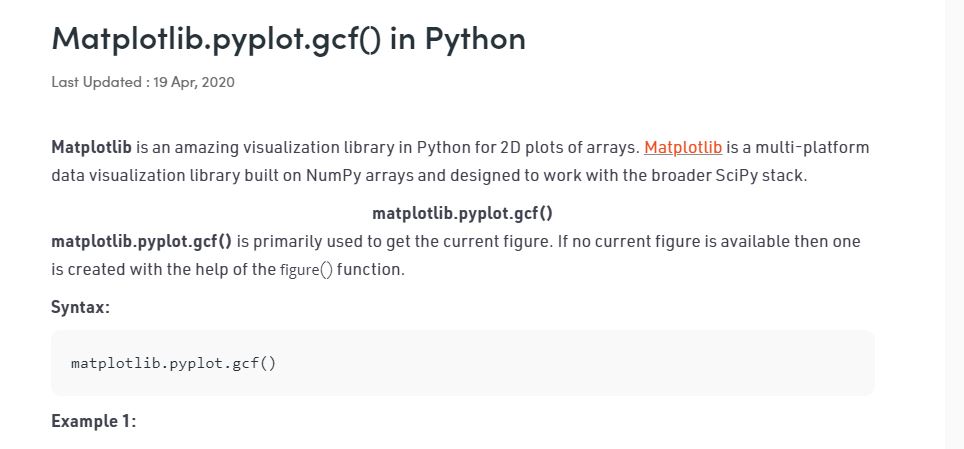 Matplotlib.pyplot.gcf() in Python
Last Updated : 19 Apr, 2020
Matplotlib is an amazing visualization library in Python for 2D plots of arrays. Matplotlib is a multi-platform
data visualization library built on NumPy arrays and designed to work with the broader SciPy stack.
matplotlib.pyplot.gcf()
matplotlib.pyplot.gcf() is primarily used to get the current figure. If no current figure is available then one
is created with the help of the figure() function.
Syntax:
matplotlib.pyplot.gcf()
Example 1: